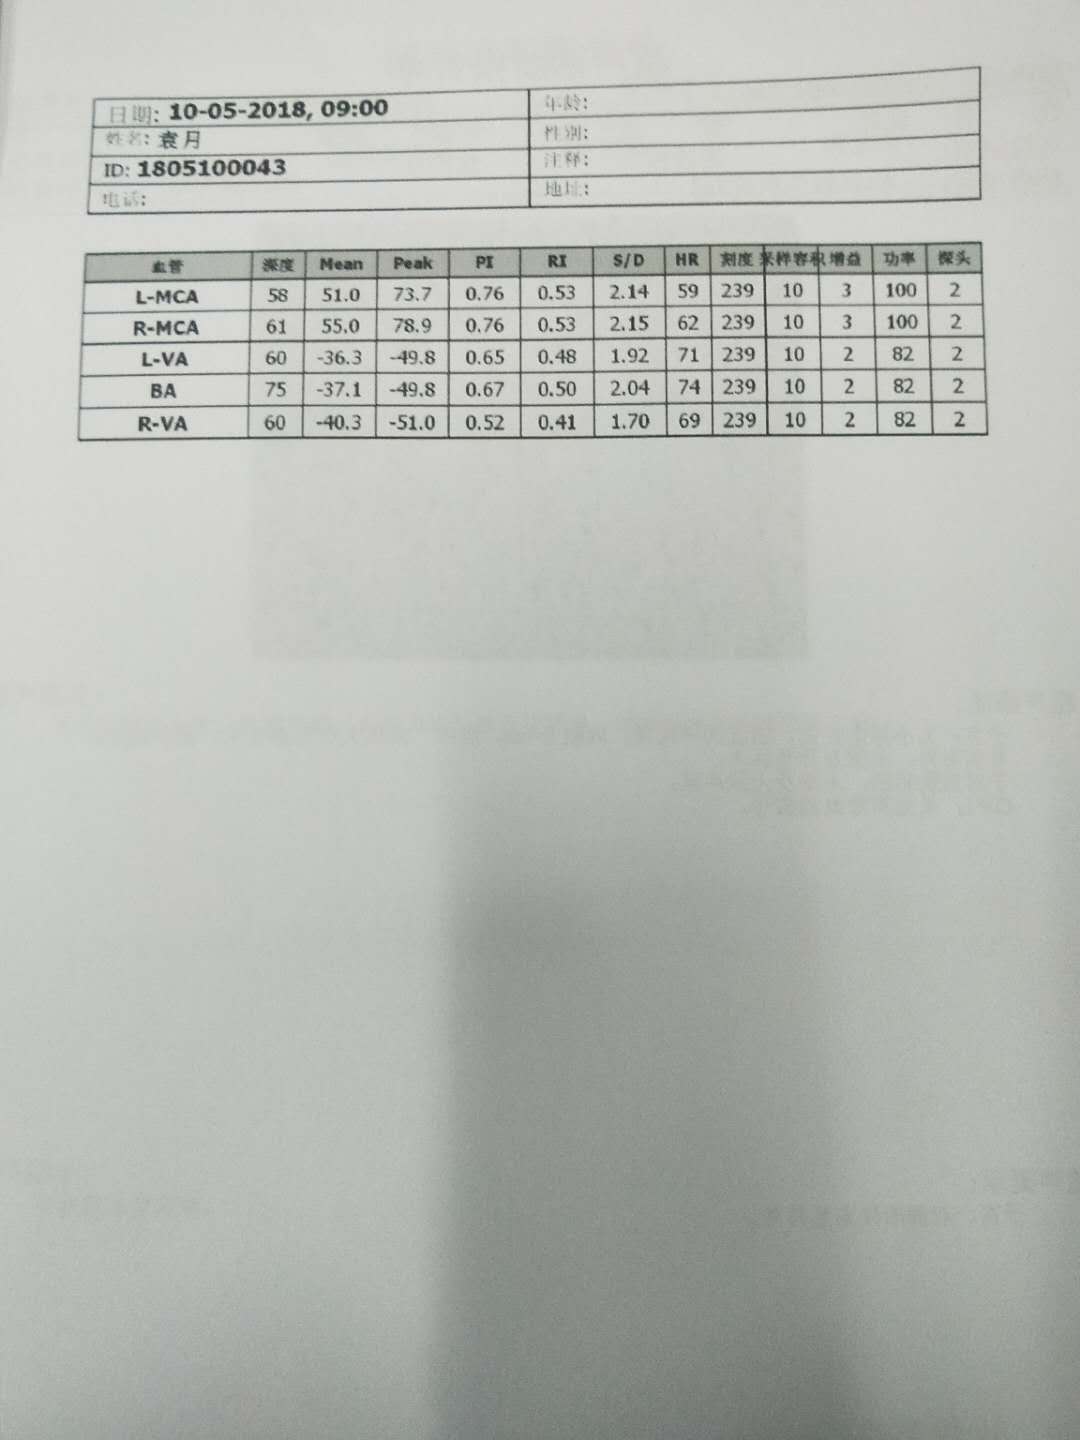 日期: 10-05-2018, 09:00 年龄:
姓名: 袁月 性别:
ID: 1805100043 注释:
电话: 地址:
血管 深度 Mean Peak PI RI S/D HR 刻度 采样容积 增益 功率 探头
L-MCA 58 51.0 73.7 0.76 0.53 2.14 59 239 10 3 100 2
R-MCA 61 55.0 78.9 0.76 0.53 2.15 62 239 10 3 100 2
L-VA 60 -36.3 -49.8 0.65 0.48 1.92 71 239 10 2 82 2
BA 75 -37.1 -49.8 0.67 0.50 2.04 74 239 10 2 82 2
R-VA 60 -40.3 -51.0 0.52 0.41 1.70 69 239 10 2 82 2